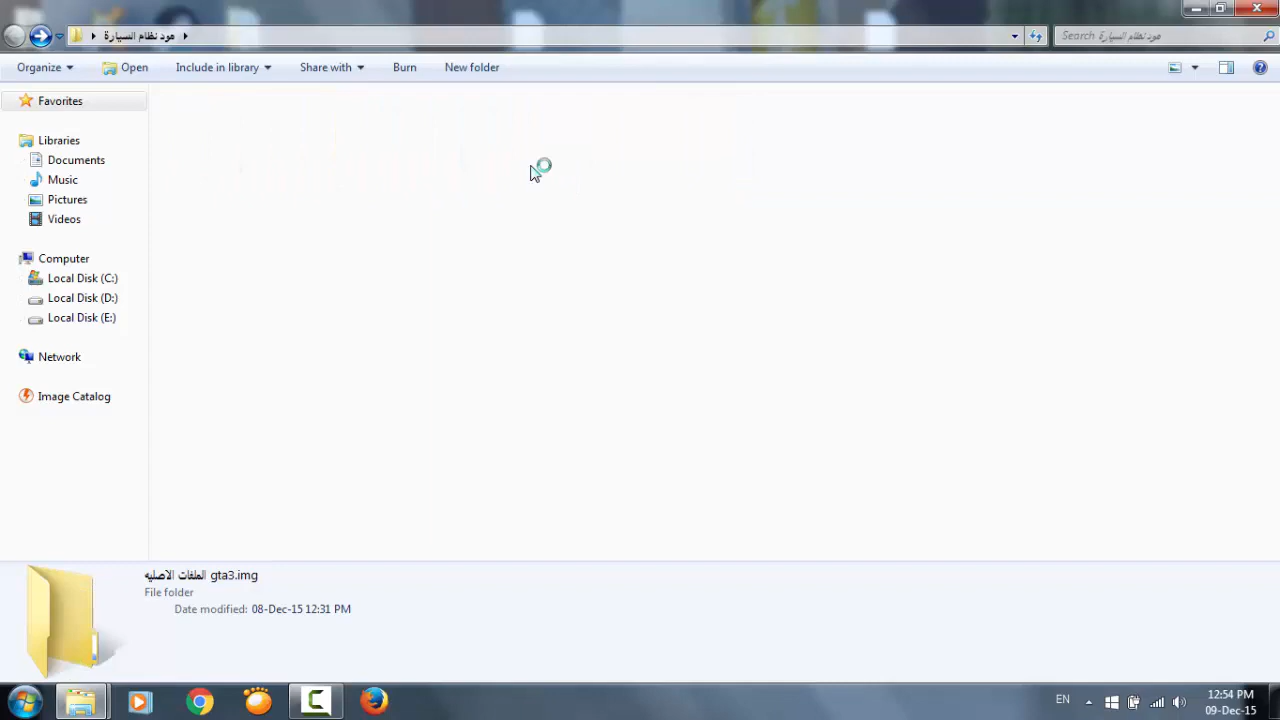 مود نظام السيارة
Search مود نظام السيارة
Organize
Open
Include in library
Share with
Burn
New folder
Favorites
Libraries
Documents
Music
Pictures
Videos
Computer
Local Disk (C:)
Local Disk (D:)
Local Disk (E:)
Network
Image Catalog
الملفات الاصليه gta3.img
File folder
Date modified: 08-Dec-15 12:31 PM
EN
12:54 PM
09-Dec-15